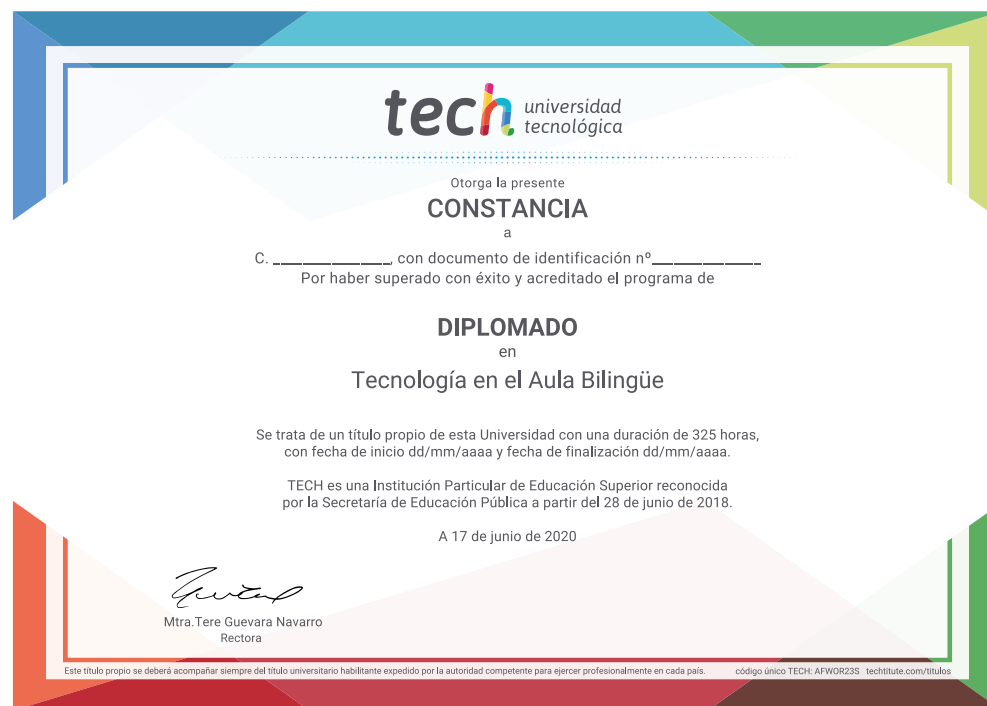 tech universidad
tecnológica
Otorga la presente
CONSTANCIA
a
C. ______________, con documento de identificación nº______________
Por haber superado con éxito y acreditado el programa de
DIPLOMADO
en
Tecnología en el Aula Bilingüe
Se trata de un título propio de esta Universidad con una duración de 325 horas,
con fecha de inicio dd/mm/aaaa y fecha de finalización dd/mm/aaaa.
TECH es una Institución Particular de Educación Superior reconocida
por la Secretaría de Educación Pública a partir del 28 de junio de 2018.
A 17 de junio de 2020
Mtra.Tere Guevara Navarro
Rectora
Este título propio se deberá acompañar siempre del título universitario habilitante expedido por la autoridad competente para ejercer profesionalmente en cada país. código único TECH: AFWOR23S techtitute.com/titulos